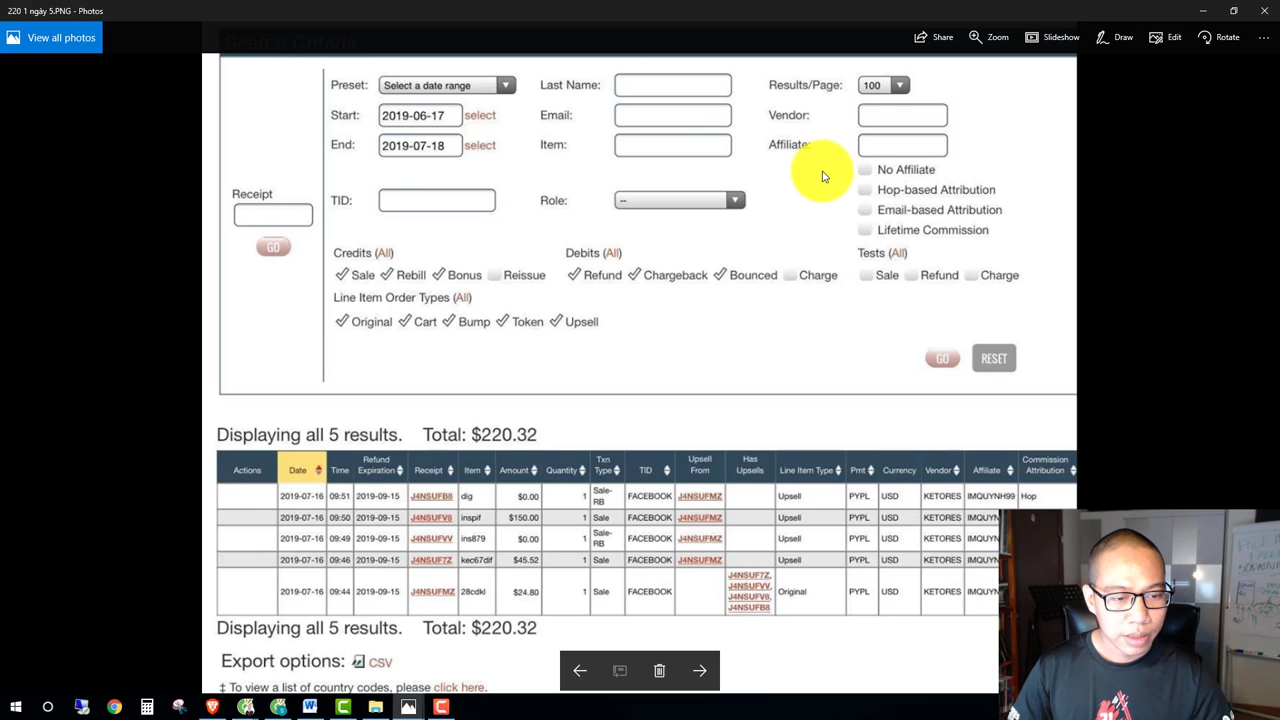 220 1 ngày 5.PNG - Photos
View all photos
Share Zoom Slideshow Draw Edit Rotate
Search Criteria
Preset: Select a date range Last Name: Results/Page: 100
Start: 2019-06-17 select Email: Vendor:
End: 2019-07-18 select Item: Affiliate:
No Affiliate
Hop-based Attribution
Email-based Attribution
Lifetime Commission
Receipt
GO
TID: Role: --
Credits (All) Debits (All) Tests (All)
Sale Rebill Bonus Reissue Refund Chargeback Bounced Charge Sale Refund Charge
Line Item Order Types (All)
Original Cart Bump Token Upsell
GO RESET
Displaying all 5 results. Total: $220.32
Actions Date Time Refund Expiration Receipt Item Amount Quantity Txn Type TID Upsell From Has Upsells Line Item Type Pmt Currency Vendor Affiliate Commission Attribution
2019-07-16 09:51 2019-09-15 J4NSUFB8 dig $0.00 1 Sale-RB FACEBOOK J4NSUFMZ Upsell PYPL USD KETORES IMQUYNH99 Hop
2019-07-16 09:50 2019-09-15 J4NSUFV8 inspif $150.00 1 Sale FACEBOOK J4NSUFMZ Upsell PYPL USD KETORES IMQUYN
2019-07-16 09:49 2019-09-15 J4NSUFVV ins879 $0.00 1 Sale-RB FACEBOOK J4NSUFMZ Upsell PYPL USD KETORES IMQUYN
2019-07-16 09:46 2019-09-15 J4NSUF7Z kec67dif $45.52 1 Sale FACEBOOK J4NSUFMZ Upsell PYPL USD KETORES IMQUYN
2019-07-16 09:44 2019-09-15 J4NSUFMZ 28cdkl $24.80 1 Sale FACEBOOK J4NSUF7Z, J4NSUFVV, J4NSUFV8, J4NSUFB8 Original PYPL USD KETORES IMQUYN
Displaying all 5 results. Total: $220.32
Export options: CSV
‡ To view a list of country codes, please click here.